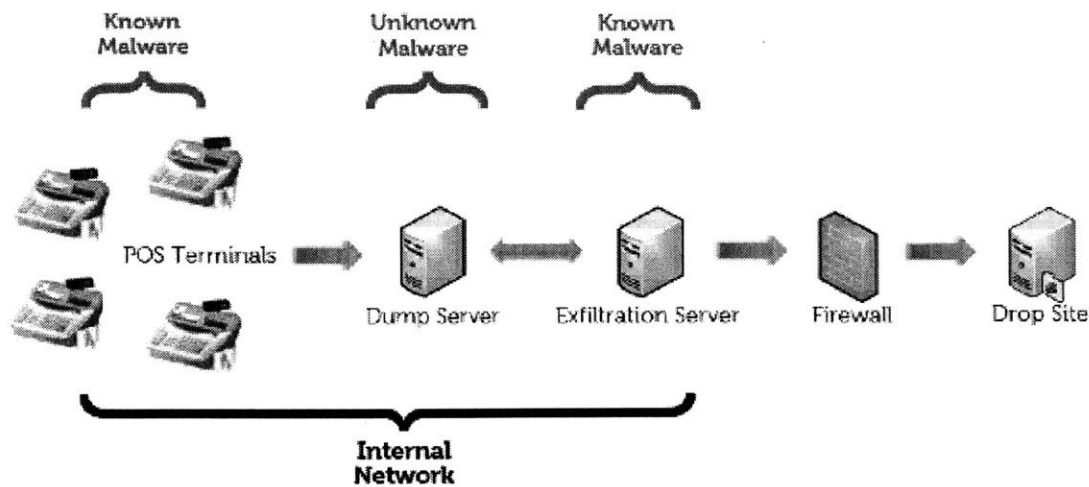 Known
Malware
Unknown
Malware
Known
Malware
POS Terminals
Dump Server
Exfiltration Server
Firewall
Drop Site
Internal
Network